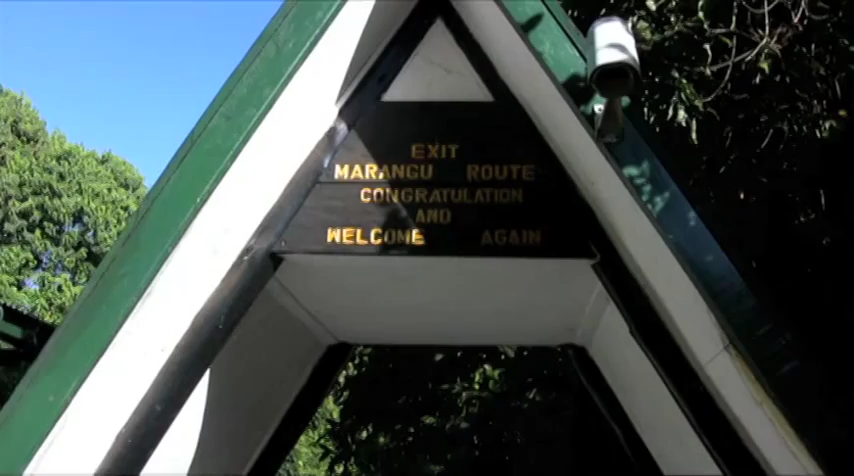 EXIT
MARANGU ROUTE
CONGRATULATION
AND
WELCOME AGAIN